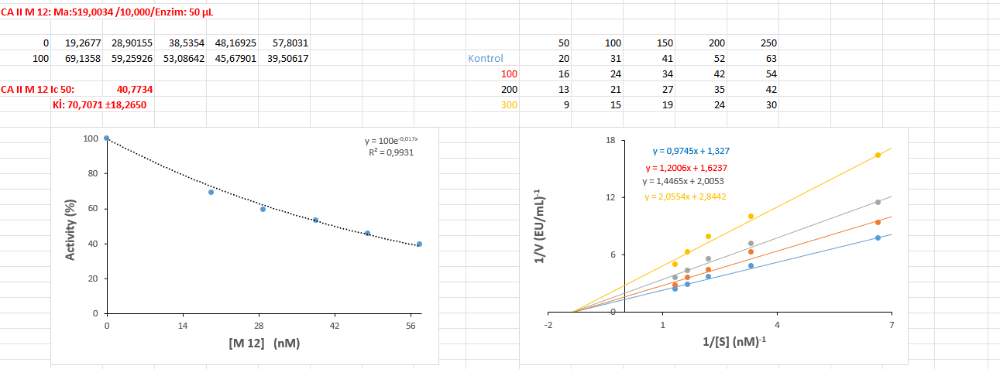 CA II M 12: Ma:519,0034 /10,000/Enzim: 50 µL
0 19,2677 28,90155 38,5354 48,16925 57,8031 50 100 150 200 250
100 69,1358 59,25926 53,08642 45,67901 39,50617 Kontrol 20 31 41 52 63
100 16 24 34 42 54
CA II M 12 Ic 50: 40,7734 200 13 21 27 35 42
Kİ: 70,7071 ±18,2650 300 9 15 19 24 30
y = 100e-0,017x
R² = 0,9931
100
80
60
40
20
0
0 14 28 42 56
Activity (%)
[M 12] (nM)
y = 0,9745x + 1,327
y = 1,2006x + 1,6237
y = 1,4465x + 2,0053
y = 2,0554x + 2,8442
18
12
6
0
-2 1 4 7
1/V (EU/mL)-1
1/[S] (nM)-1